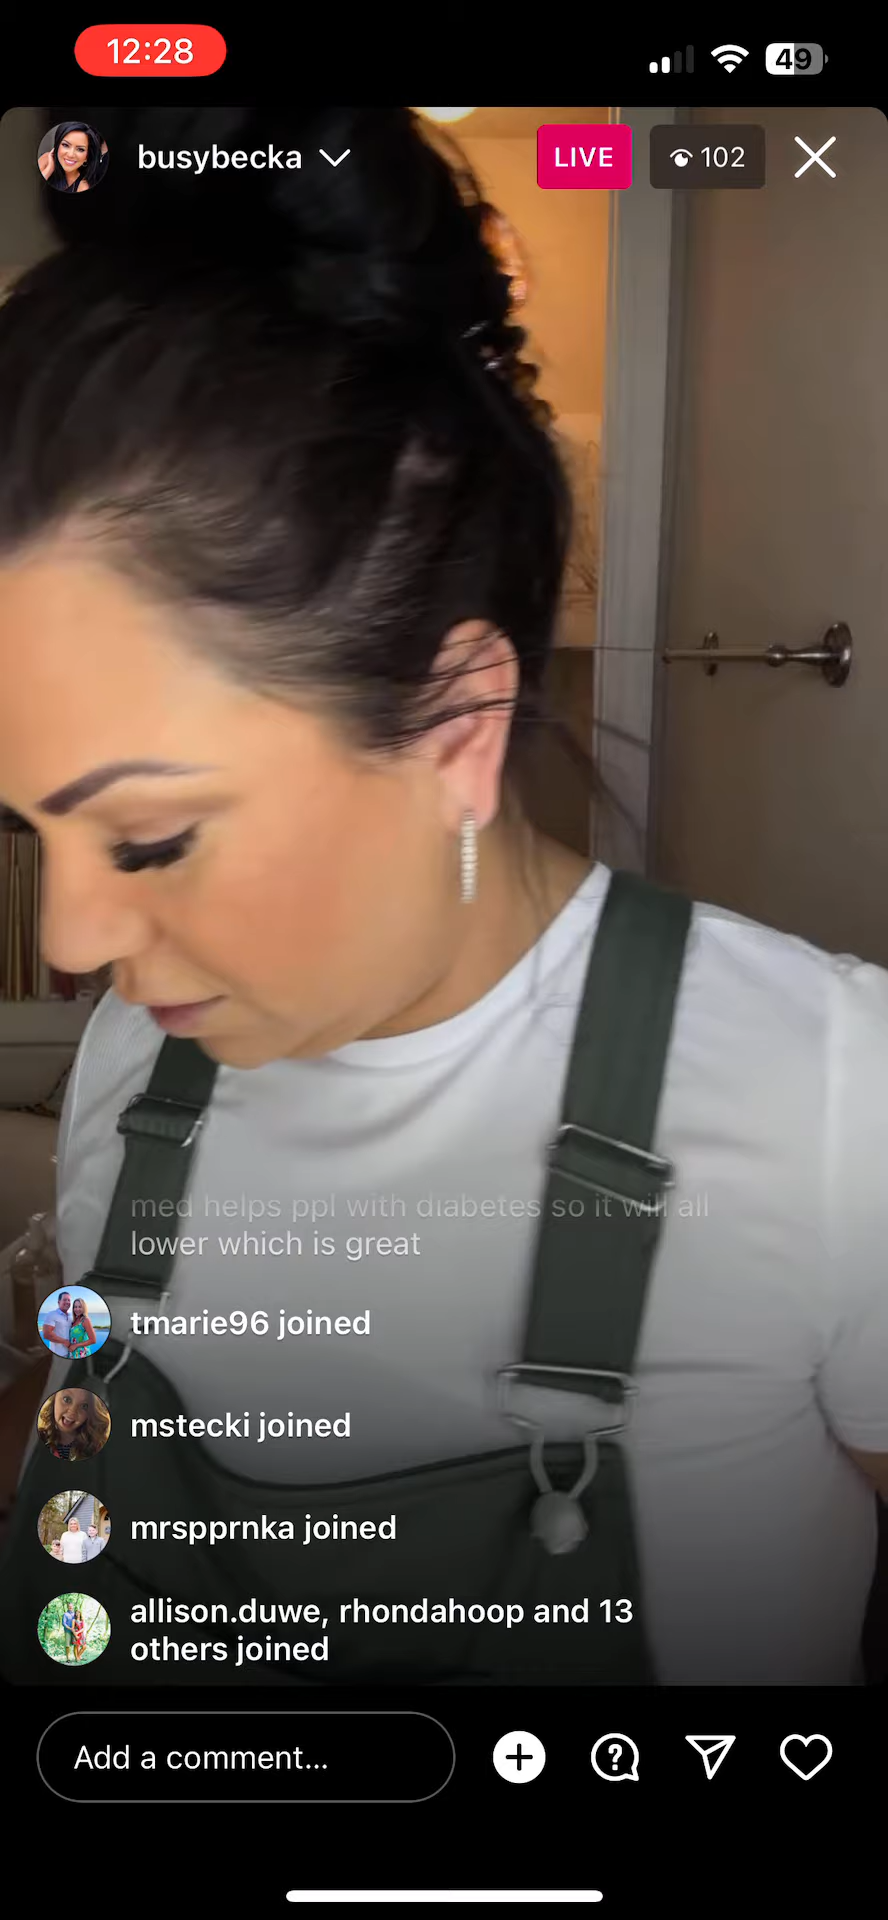 12:28
49
busybecka
LIVE
102
med helps ppl with diabetes so it will all
lower which is great
tmarie96 joined
mstecki joined
mrspprnka joined
allison.duwe, rhondahoop and 13
others joined
Add a comment...